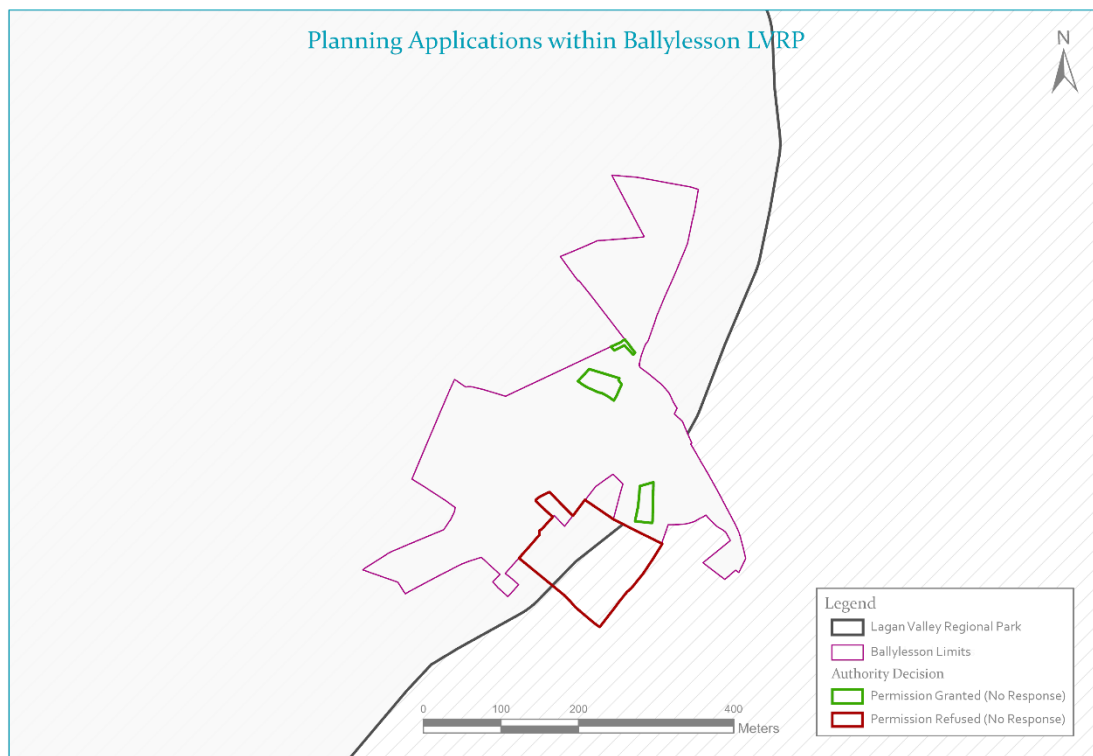 Planning Applications within Ballylesson LVRP
N
Legend
Lagan Valley Regional Park
Ballylesson Limits
Authority Decision
Permission Granted (No Response)
Permission Refused (No Response)
0 100 200 400
Meters